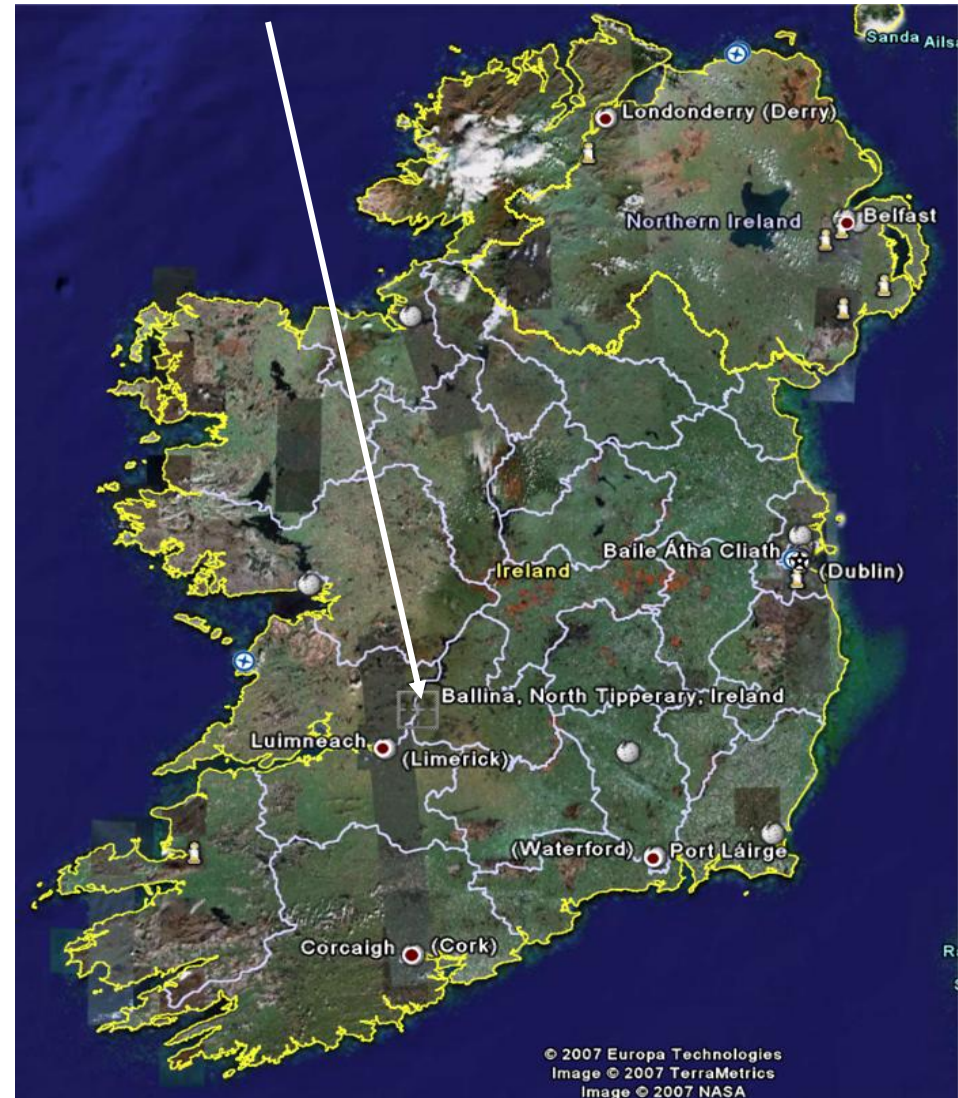 Sanda
Ails
Londonderry (Derry)
Northern Ireland
Belfast
Baile Átha Cliath
(Dublin)
Ireland
Ballina, North Tipperary, Ireland
Luimneach
(Limerick)
(Waterford)
Port Láirge
Corcaigh
(Cork)
R
© 2007 Europa Technologies
Image © 2007 TerraMetrics
Image © 2007 NASA